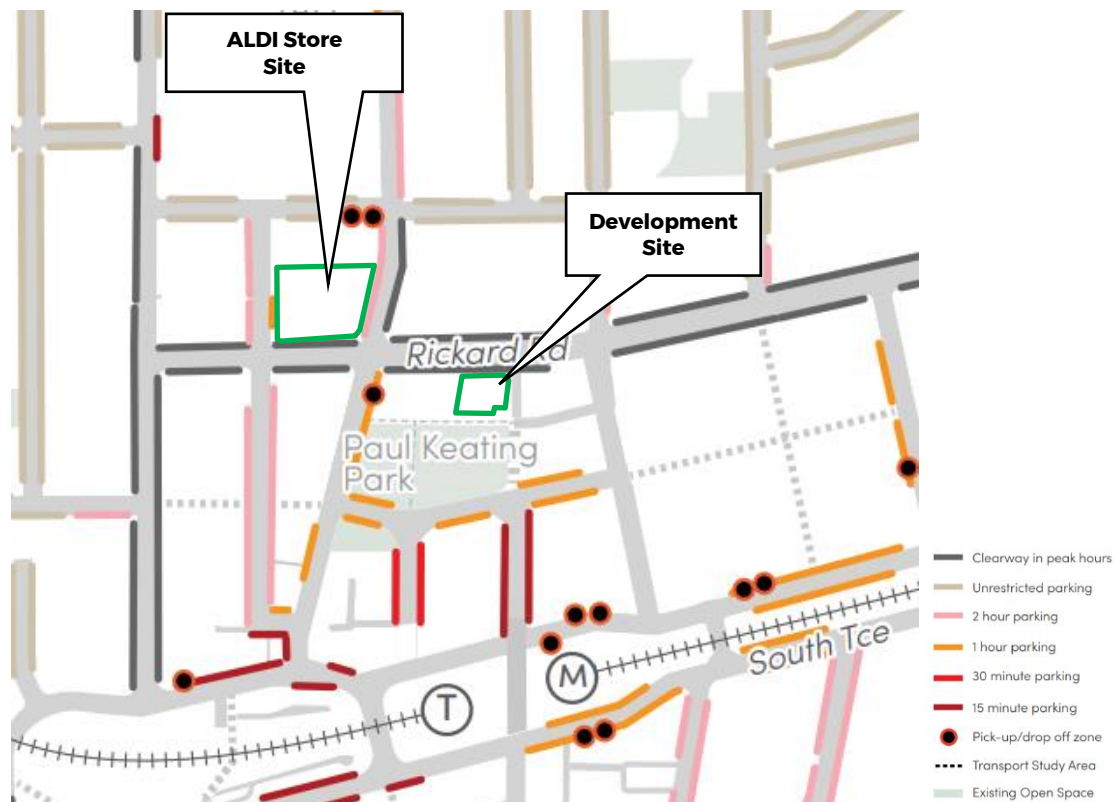 ALDI Store
Site
Development
Site
Rickard Rd
Paul Keating
Park
South Tce
M
T
Clearway in peak hours
Unrestricted parking
2 hour parking
1 hour parking
30 minute parking
15 minute parking
Pick-up/drop off zone
Transport Study Area
Existing Open Space